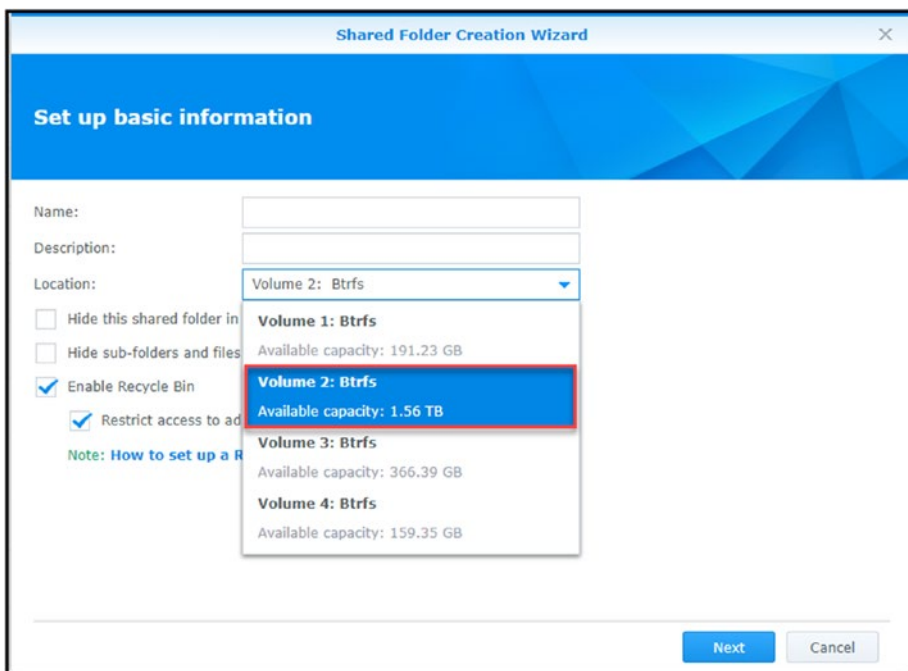 Shared Folder Creation Wizard
Set up basic information
Name:
Description:
Location:
Volume 2: Btrfs
Hide this shared folder in
Hide sub-folders and files
Enable Recycle Bin
Restrict access to ad
Note: How to set up a R
Volume 1: Btrfs
Available capacity: 191.23 GB
Volume 2: Btrfs
Available capacity: 1.56 TB
Volume 3: Btrfs
Available capacity: 366.39 GB
Volume 4: Btrfs
Available capacity: 159.35 GB
Next
Cancel